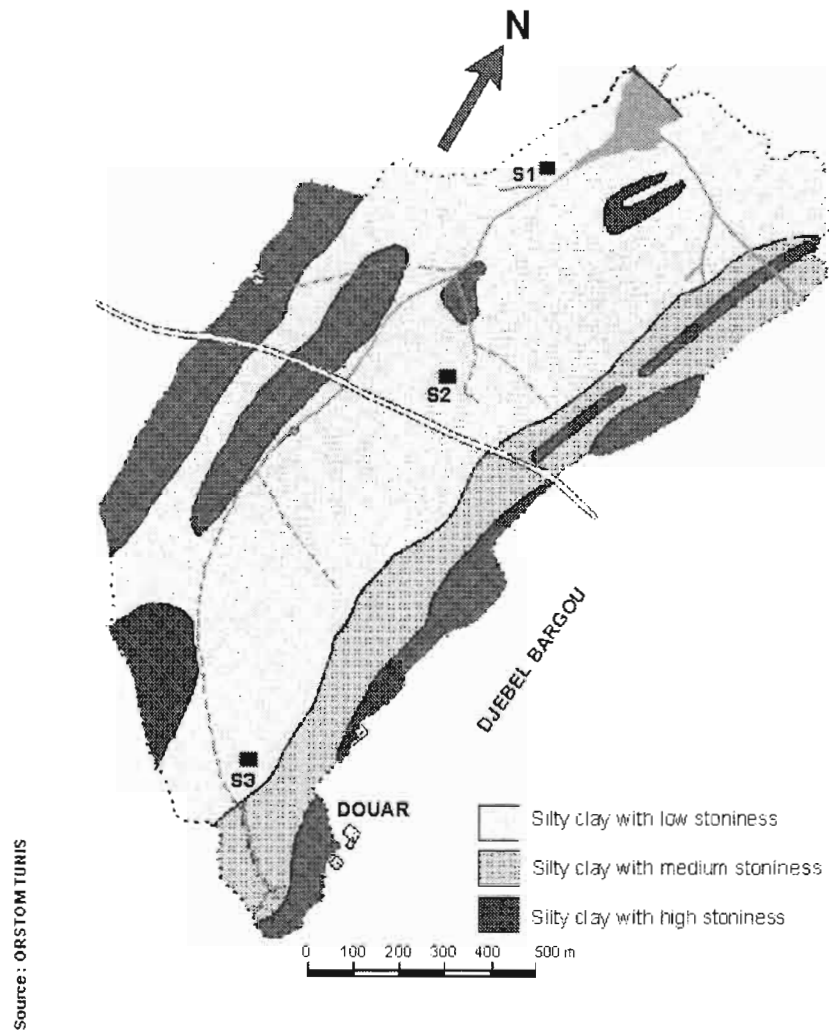 N
S1
S2
DJEBEL BARGOU
S3
DOUAR
Silty clay with low stoniness
Silty clay with medium stoniness
Silty clay with high stoniness
0 100 200 300 400 500 m
Source: ORSTOM TUNIS